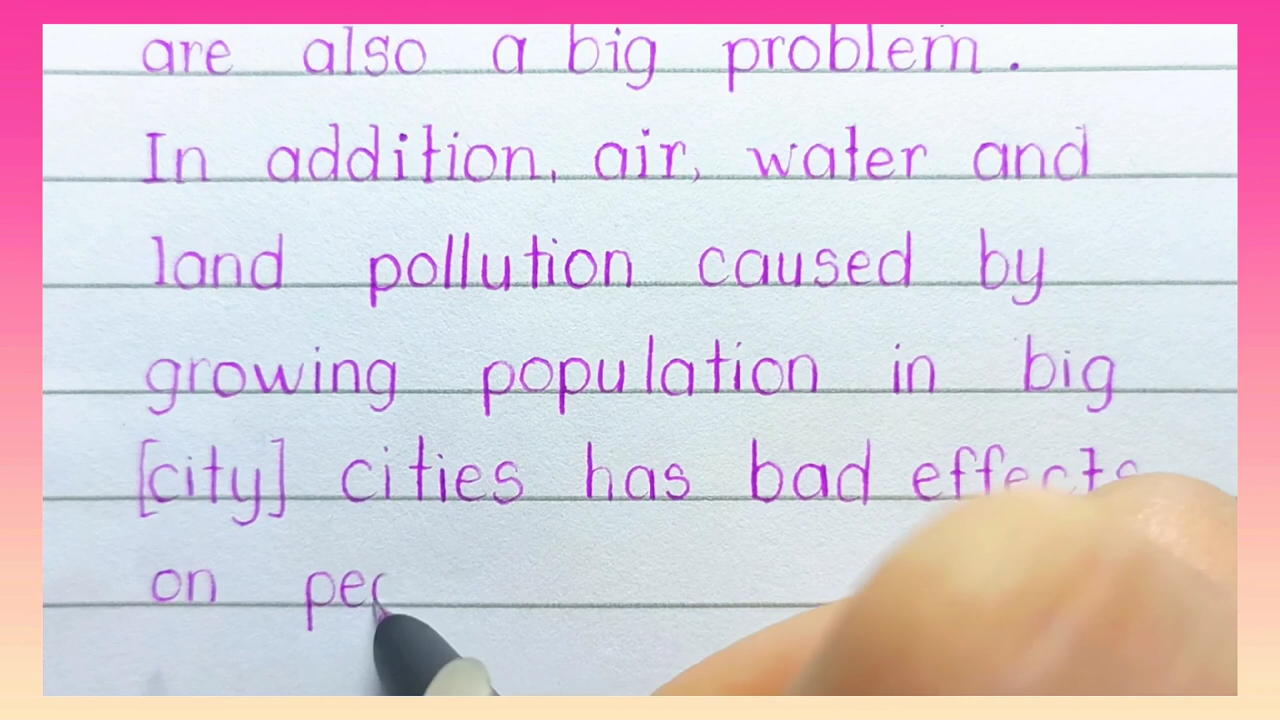 are also a big problem.
In addition, air, water and
land pollution caused by
growing population in big
[city] cities has bad effects
on